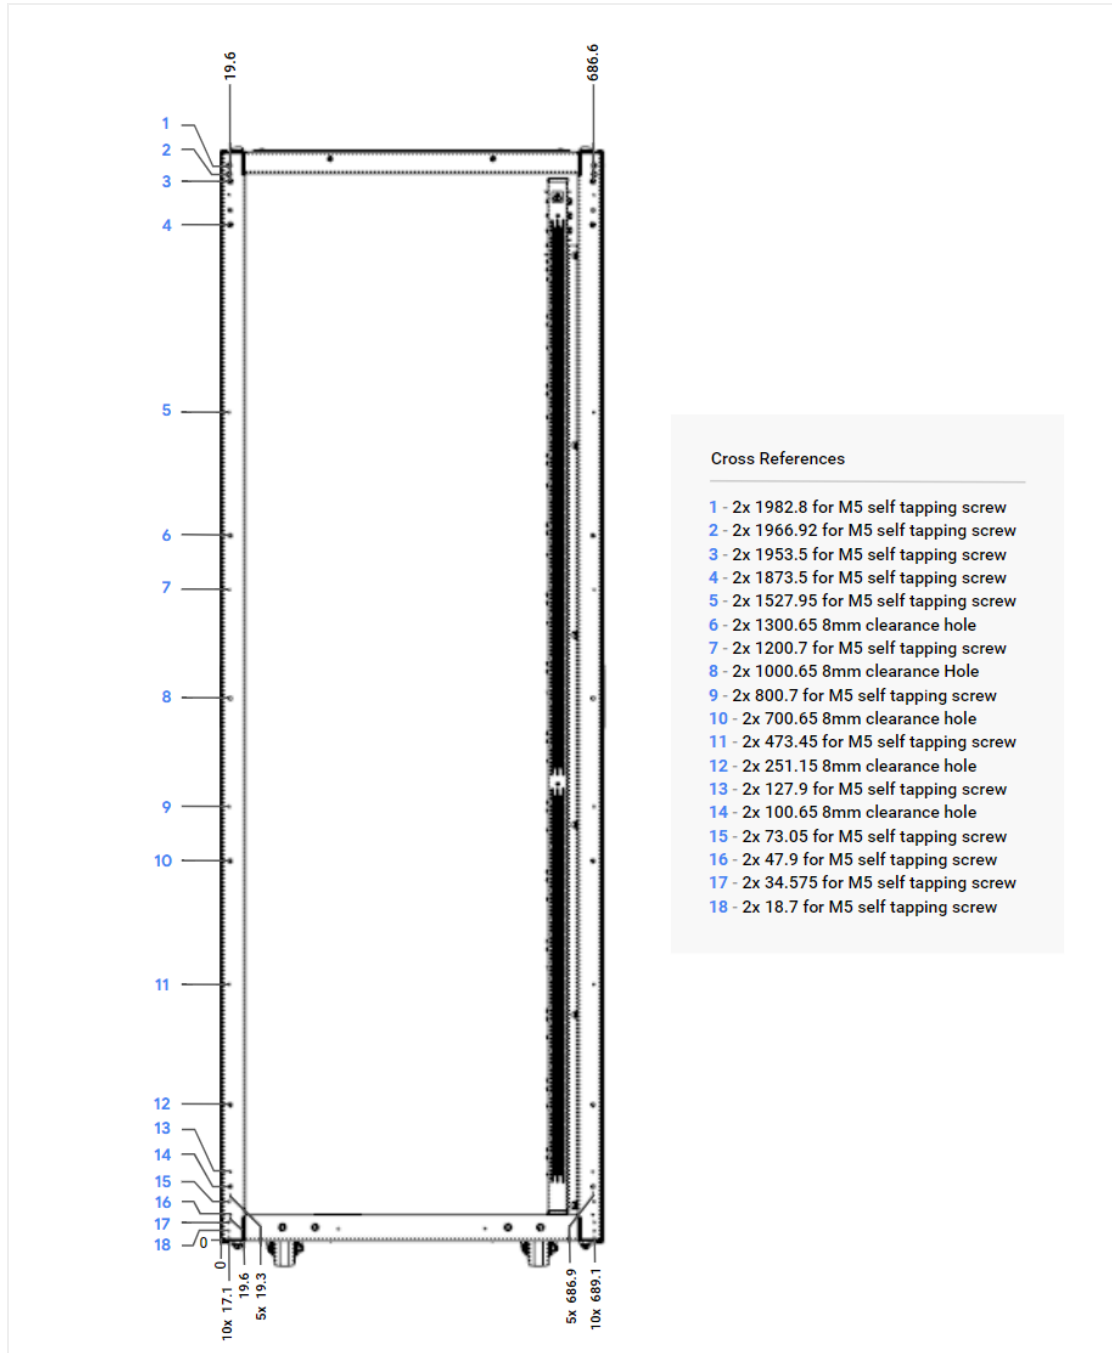 19.6
686.6
1
2
3
4
5
6
7
8
9
10
11
12
13
14
15
16
17
18
0
0
10x 17.1
19.6
5x 19.3
5x 686.9
10x 689.1
Cross References
1 - 2x 1982.8 for M5 self tapping screw
2 - 2x 1966.92 for M5 self tapping screw
3 - 2x 1953.5 for M5 self tapping screw
4 - 2x 1873.5 for M5 self tapping screw
5 - 2x 1527.95 for M5 self tapping screw
6 - 2x 1300.65 8mm clearance hole
7 - 2x 1200.7 for M5 self tapping screw
8 - 2x 1000.65 8mm clearance Hole
9 - 2x 800.7 for M5 self tapping screw
10 - 2x 700.65 8mm clearance hole
11 - 2x 473.45 for M5 self tapping screw
12 - 2x 251.15 8mm clearance hole
13 - 2x 127.9 for M5 self tapping screw
14 - 2x 100.65 8mm clearance hole
15 - 2x 73.05 for M5 self tapping screw
16 - 2x 47.9 for M5 self tapping screw
17 - 2x 34.575 for M5 self tapping screw
18 - 2x 18.7 for M5 self tapping screw